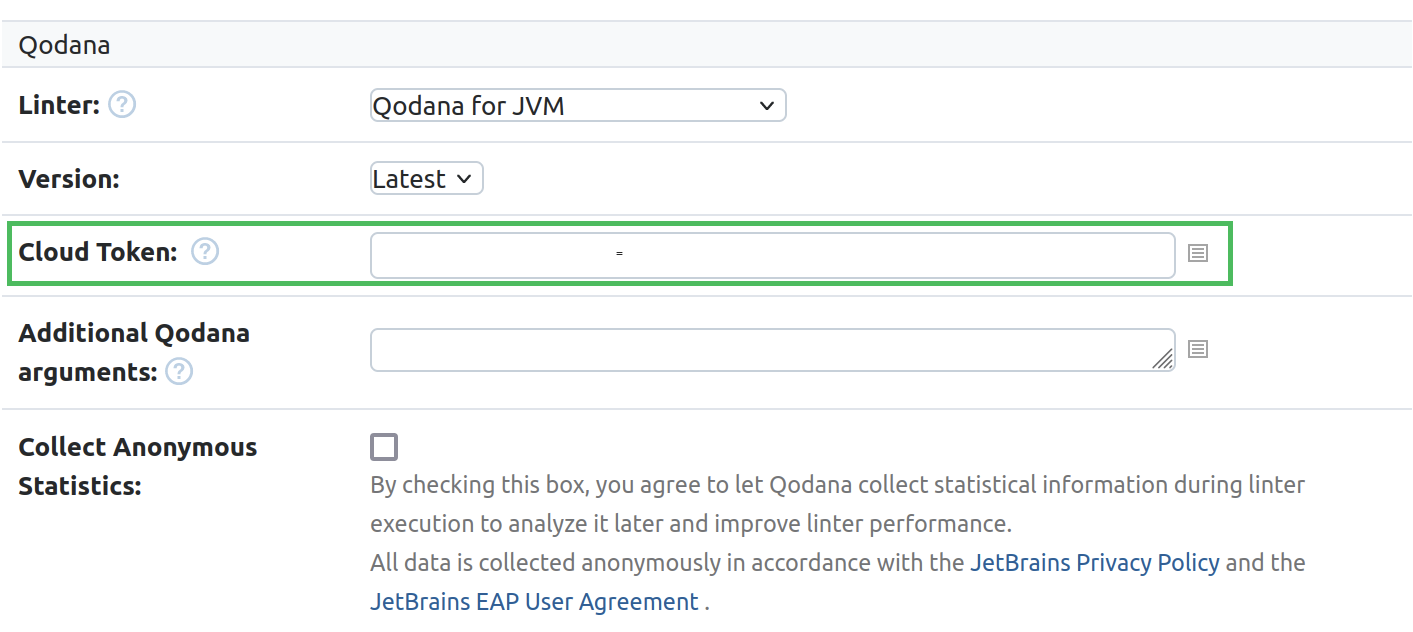 Qodana
Linter: ?
Qodana for JVM
Version:
Latest
Cloud Token: ?
=
Additional Qodana
arguments: ?
Collect Anonymous
Statistics:
By checking this box, you agree to let Qodana collect statistical information during linter
execution to analyze it later and improve linter performance.
All data is collected anonymously in accordance with the JetBrains Privacy Policy and the
JetBrains EAP User Agreement .